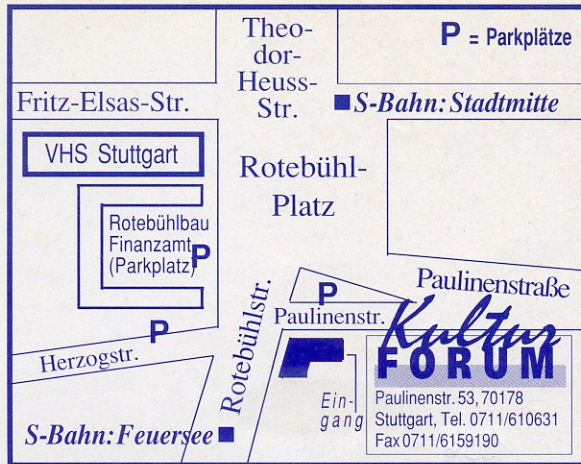 Theo-
dor-
Heuss-
Str.
P = Parkplätze
Fritz-Elsas-Str.
S-Bahn: Stadtmitte
VHS Stuttgart
Rotebühl-
Platz
Rotebühlbau
Finanzamt
(Parkplatz)
P
P
Paulinenstraße
Paulinenstr.
P
Herzogstr.
Rotebühlstr.
Kultur
FORUM
Ein-
gang
Paulinenstr. 53, 70178
Stuttgart, Tel. 0711/610631
Fax 0711/6159190
S-Bahn: Feuersee